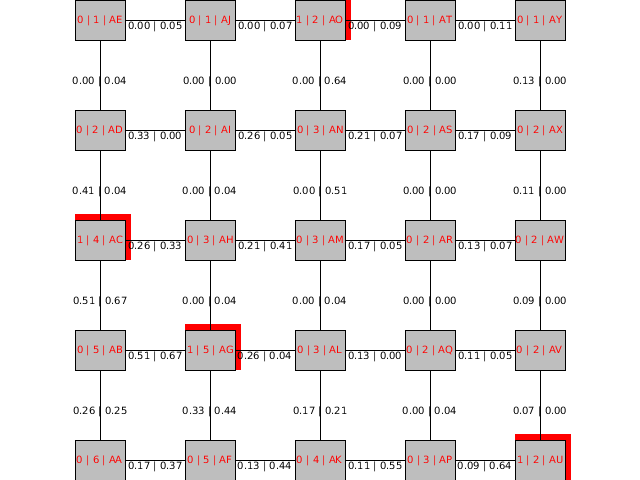 0 | 1 | AE 0.00 | 0.05 0 | 1 | AJ 0.00 | 0.07 1 | 2 | AO 0.00 | 0.09 0 | 1 | AT 0.00 | 0.11 0 | 1 | AY
0.00 | 0.04 0.00 | 0.00 0.00 | 0.64 0.00 | 0.00 0.13 | 0.00
0 | 2 | AD 0.33 | 0.00 0 | 2 | AI 0.26 | 0.05 0 | 3 | AN 0.21 | 0.07 0 | 2 | AS 0.17 | 0.09 0 | 2 | AX
0.41 | 0.04 0.00 | 0.04 0.00 | 0.51 0.00 | 0.00 0.11 | 0.00
1 | 4 | AC 0.26 | 0.33 0 | 3 | AH 0.21 | 0.41 0 | 3 | AM 0.17 | 0.05 0 | 2 | AR 0.13 | 0.07 0 | 2 | AW
0.51 | 0.67 0.00 | 0.04 0.00 | 0.04 0.00 | 0.00 0.09 | 0.00
0 | 5 | AB 0.51 | 0.67 1 | 5 | AG 0.26 | 0.04 0 | 3 | AL 0.13 | 0.00 0 | 2 | AQ 0.11 | 0.05 0 | 2 | AV
0.26 | 0.25 0.33 | 0.44 0.17 | 0.21 0.00 | 0.04 0.07 | 0.00
0 | 6 | AA 0.17 | 0.37 0 | 5 | AF 0.13 | 0.44 0 | 4 | AK 0.11 | 0.55 0 | 3 | AP 0.09 | 0.64 1 | 2 | AU